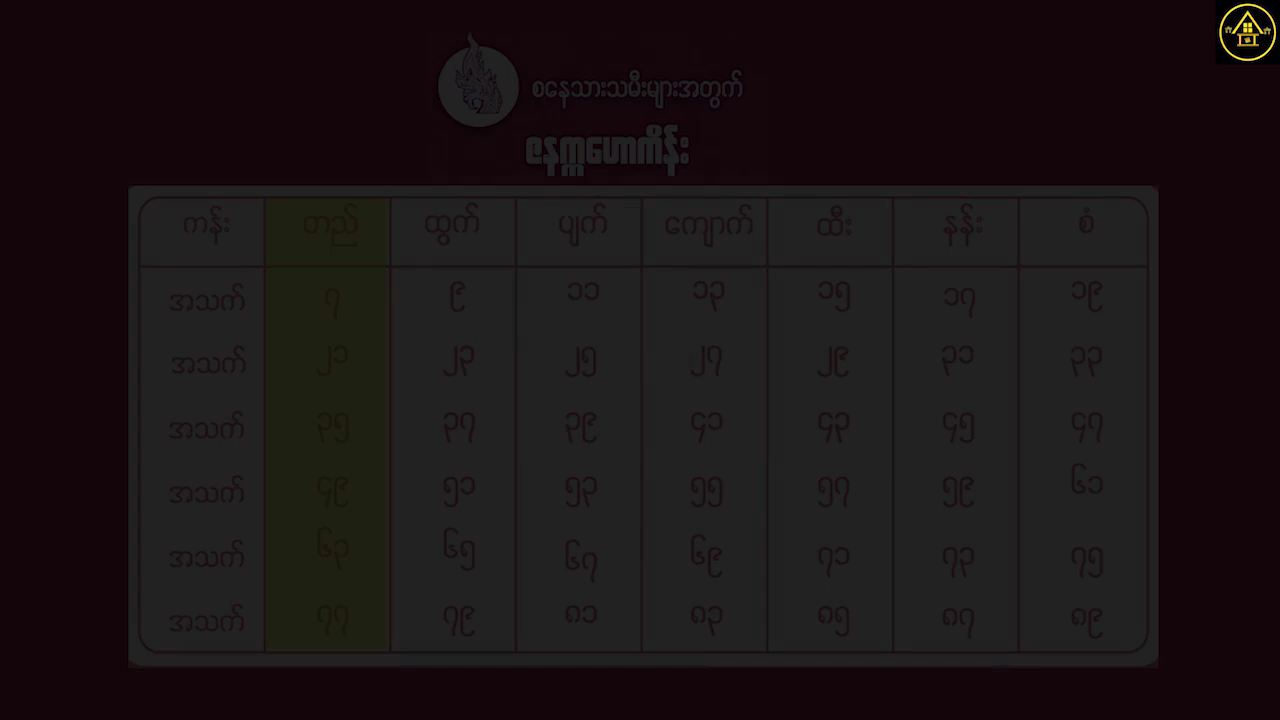 စနေသားသမီးများအတွက်
ဇနက္ကဟောကိန်း
ကန်း တည် ထွက် ပျက် ကျောက် ထီး နန်း စံ
အသက် ၇ ၉ ၁၁ ၁၃ ၁၅ ၁၇ ၁၉
အသက် ၂၁ ၂၃ ၂၅ ၂၇ ၂၉ ၃၁ ၃၃
အသက် ၃၅ ၃၇ ၃၉ ၄၁ ၄၃ ၄၅ ၄၇
အသက် ၄၉ ၅၁ ၅၃ ၅၅ ၅၇ ၅၉ ၆၁
အသက် ၆၃ ၆၅ ၆၇ ၆၉ ၇၁ ၇၃ ၇၅
အသက် ၇၇ ၇၉ ၈၁ ၈၃ ၈၅ ၈၇ ၈၉